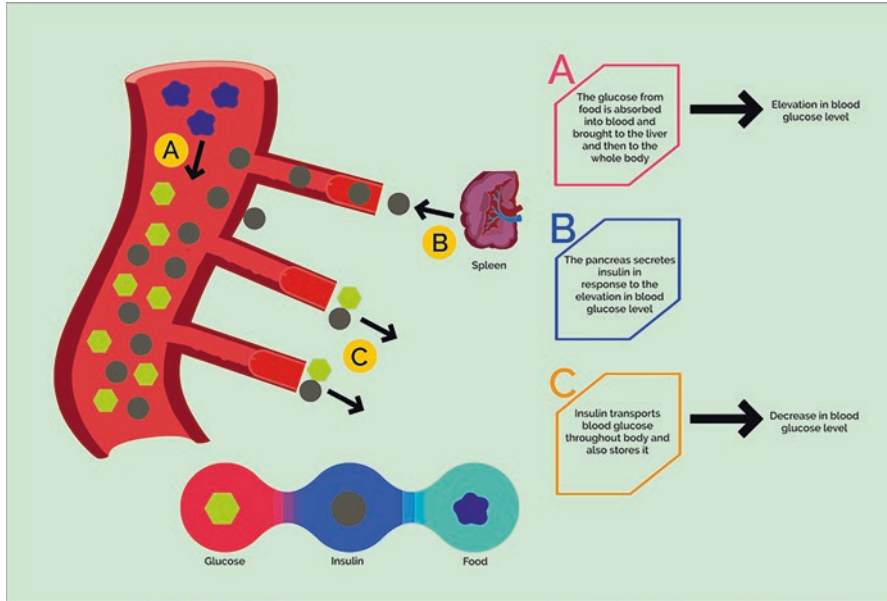 A
The glucose from
food is absorbed
into blood and
brought to the liver
and then to the
whole body
Elevation in blood
glucose level
A
B
Spleen
B
The pancreas secretes
insulin in
response to the
elevation in blood
glucose level
C
C
Insulin transports
blood glucose
throughout body and
also stores it
Decrease in blood
glucose level
Glucose
Insulin
Food